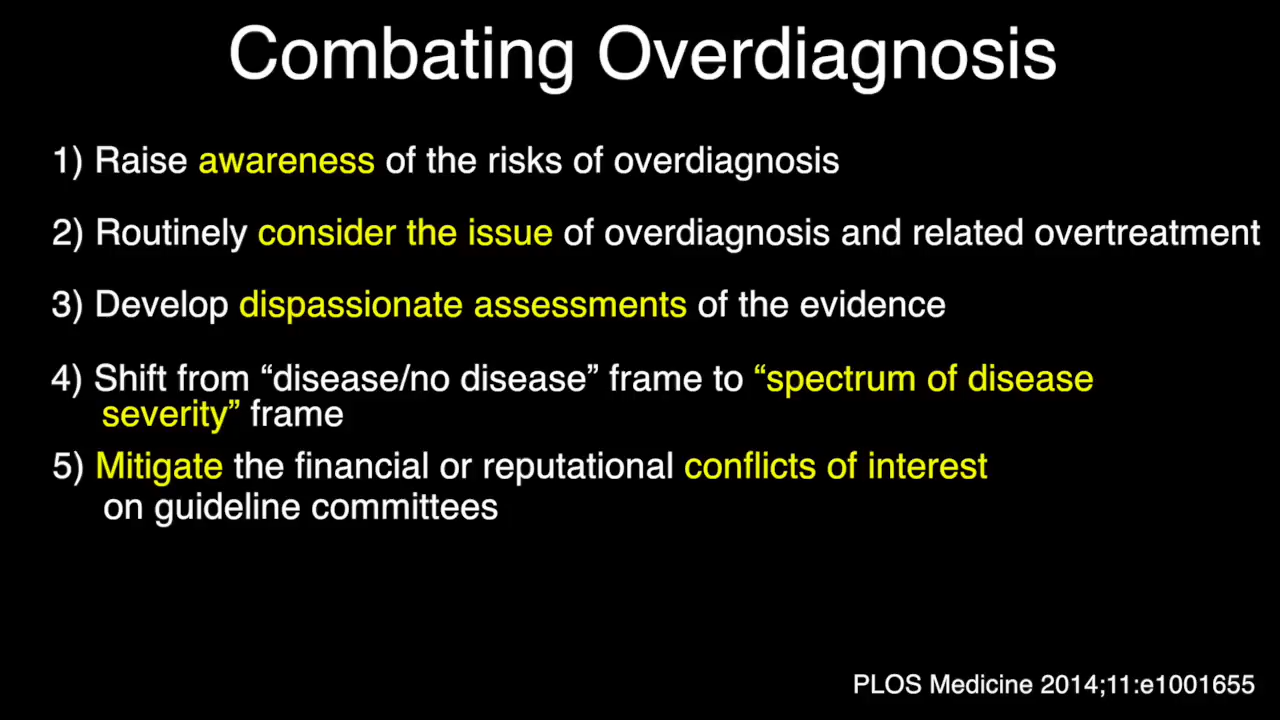 Combating Overdiagnosis
1) Raise awareness of the risks of overdiagnosis
2) Routinely consider the issue of overdiagnosis and related overtreatment
3) Develop dispassionate assessments of the evidence
4) Shift from “disease/no disease” frame to “spectrum of disease
severity” frame
5) Mitigate the financial or reputational conflicts of interest
on guideline committees
PLOS Medicine 2014;11:e1001655